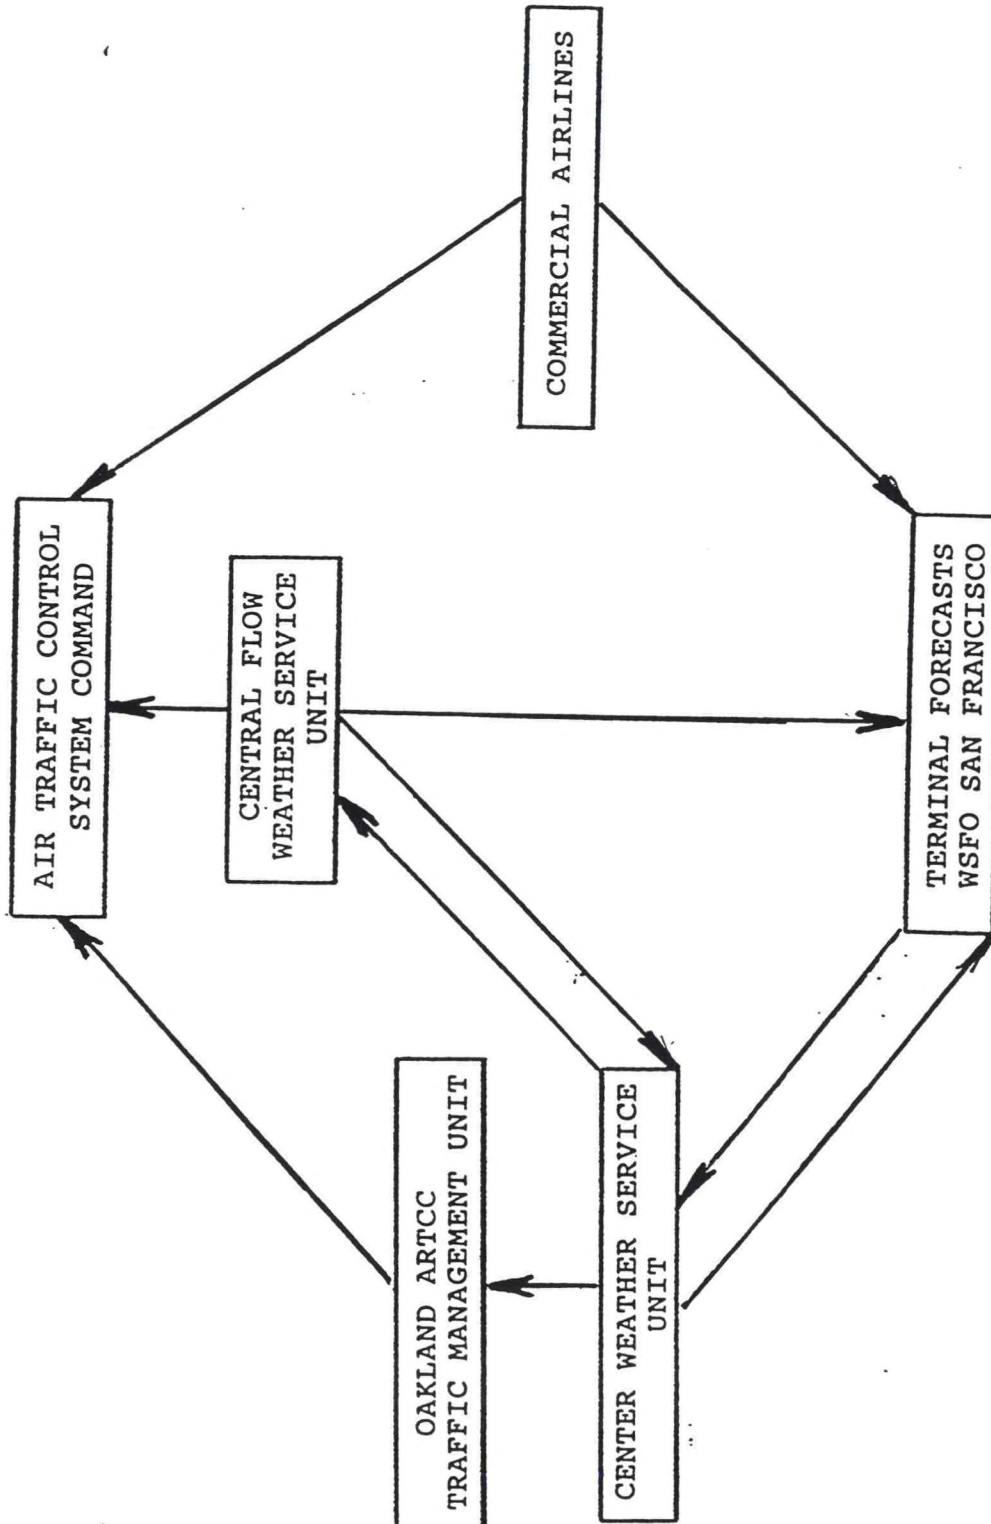 AIR TRAFFIC CONTROL
SYSTEM COMMAND
CENTRAL FLOW
WEATHER SERVICE
UNIT
OAKLAND ARTCC
TRAFFIC MANAGEMENT UNIT
COMMERCIAL AIRLINES
CENTER WEATHER SERVICE
UNIT
TERMINAL FORECASTS
WSFO SAN FRANCISCO